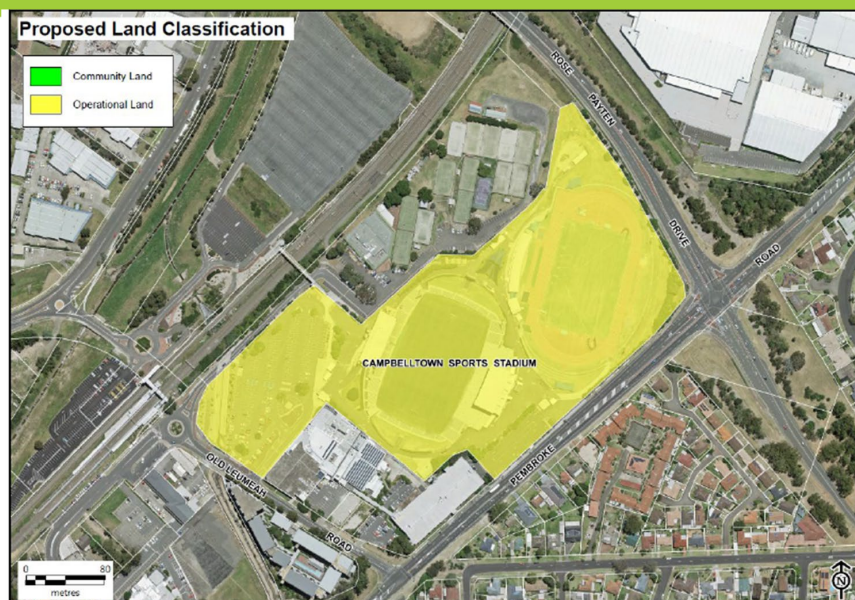 Proposed Land Classification
Community Land
Operational Land
ROSE
PAYTEN
DRIVE
ROAD
CAMPBELLTOWN SPORTS STADIUM
PEMBROKE
OLD LEUMEAH
ROAD
0 80
metres
N